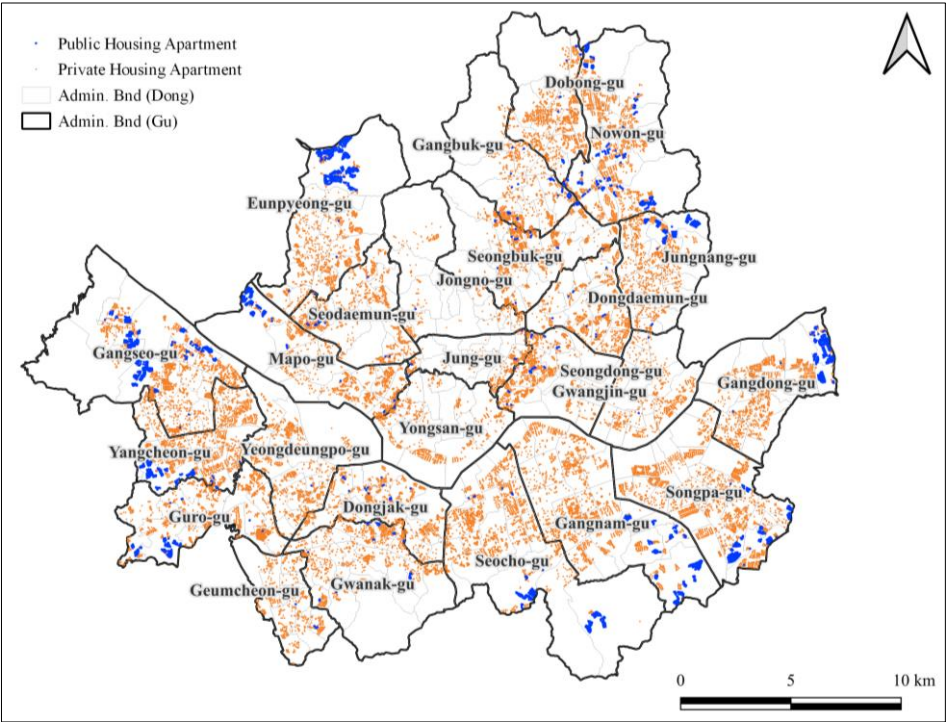 Public Housing Apartment
Private Housing Apartment
Admin. Bnd (Dong)
Admin. Bnd (Gu)
Dobong-gu
Nowon-gu
Gangbuk-gu
Eunpyeong-gu
Seongbuk-gu
Jungnang-gu
Jongno-gu
Dongdaemun-gu
Seodaemun-gu
Gangseo-gu
Mapo-gu
Jung-gu
Seongdong-gu
Gwangjin-gu
Gangdong-gu
Yongsan-gu
Yangcheon-gu
Yeongdeungpo-gu
Songpa-gu
Dongjak-gu
Guro-gu
Gangnam-gu
Seocho-gu
Gwanak-gu
Geumcheon-gu
0 5 10 km